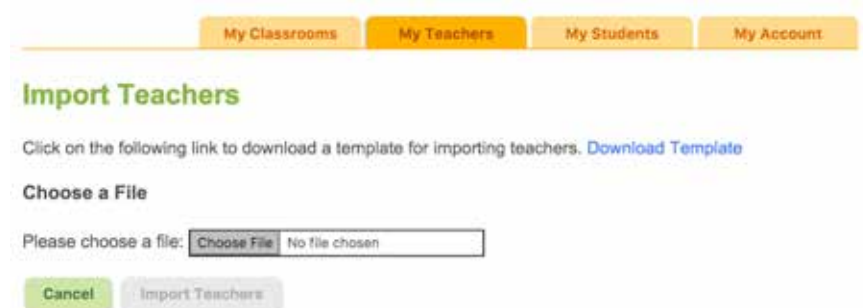 My Classrooms My Teachers My Students My Account
Import Teachers
Click on the following link to download a template for importing teachers. Download Template
Choose a File
Please choose a file: Choose File No file chosen
Cancel Import Teachers